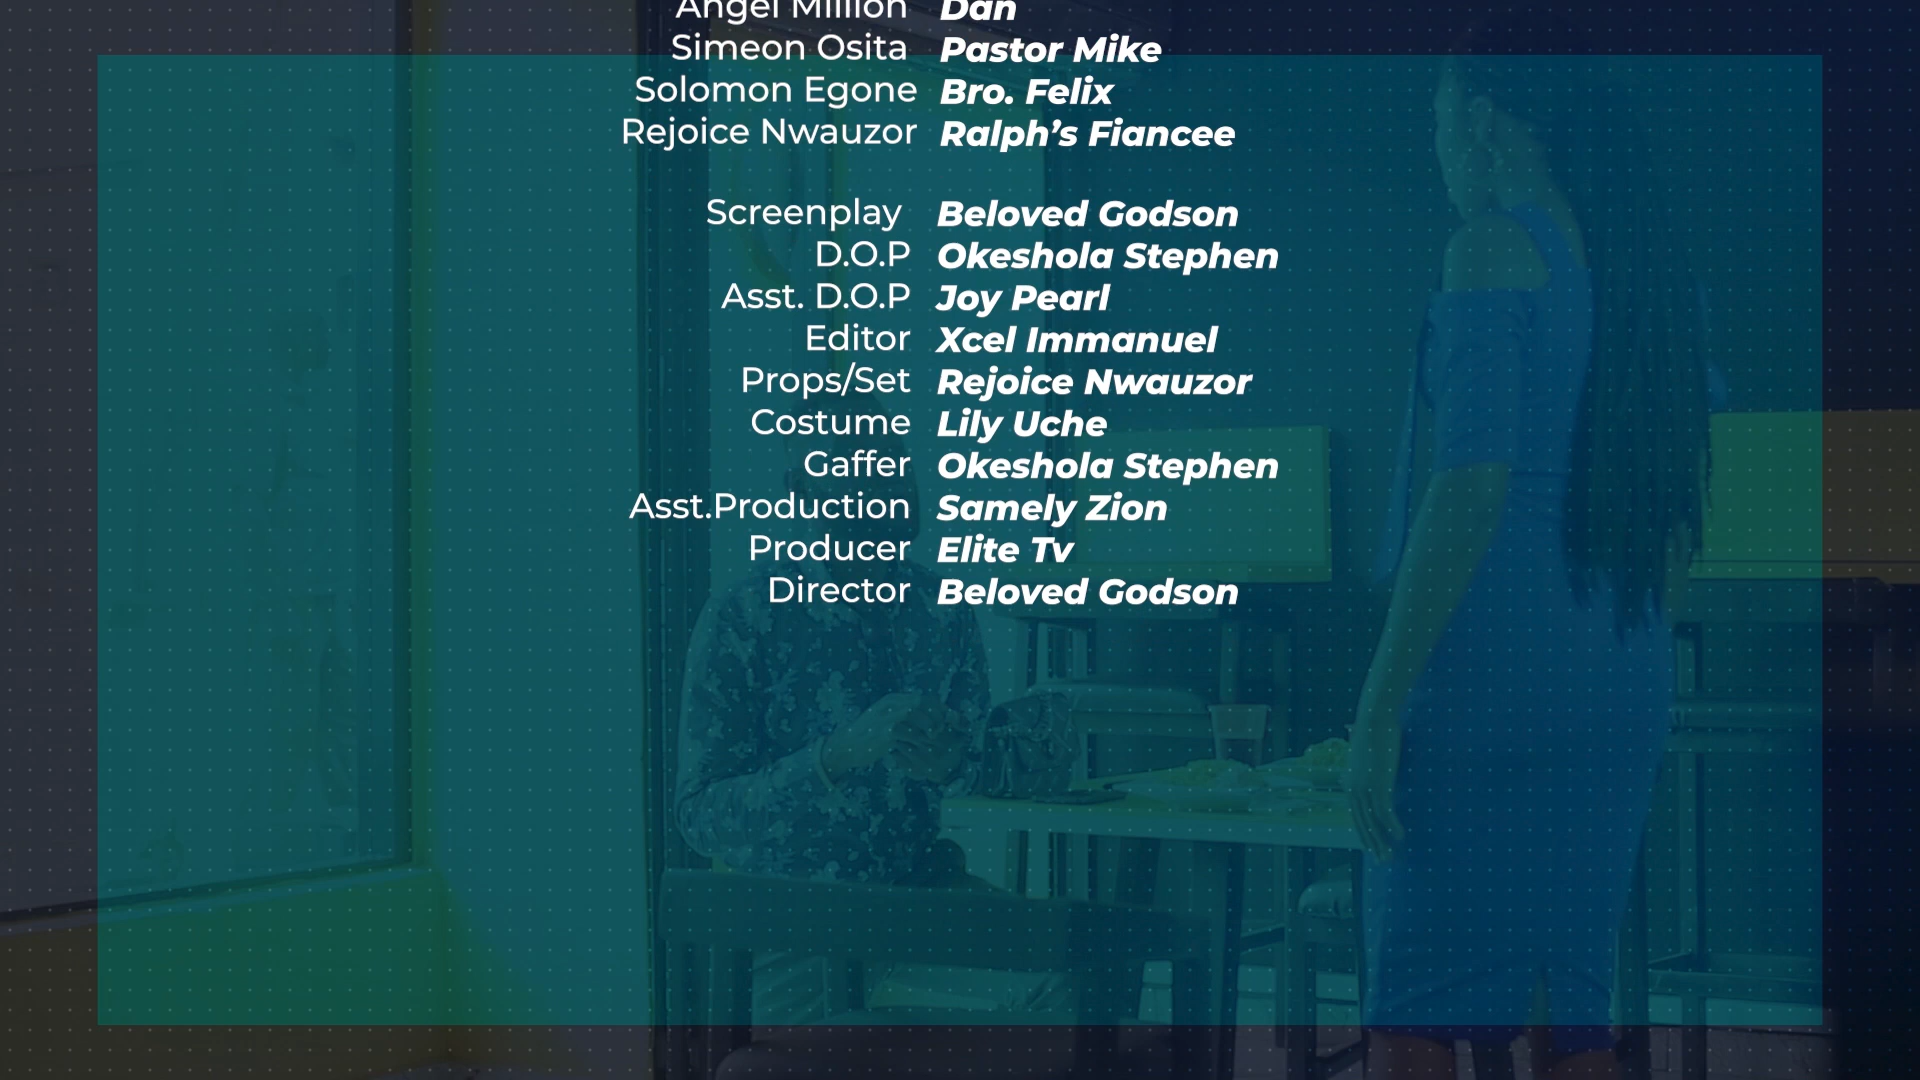 Angel Million Dan
Simeon Osita Pastor Mike
Solomon Egone Bro. Felix
Rejoice Nwauzor Ralph's Fiancee
Screenplay Beloved Godson
D.O.P Okeshola Stephen
Asst. D.O.P Joy Pearl
Editor Xcel Immanuel
Props/Set Rejoice Nwauzor
Costume Lily Uche
Gaffer Okeshola Stephen
Asst.Production Samely Zion
Producer Elite Tv
Director Beloved Godson